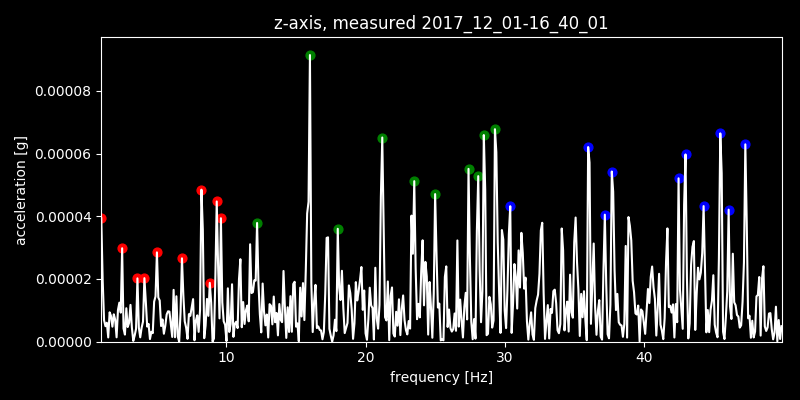 z-axis, measured 2017_12_01-16_40_01
0.00008
0.00006
0.00004
0.00002
0.00000
acceleration [g]
10 20 30 40
frequency [Hz]